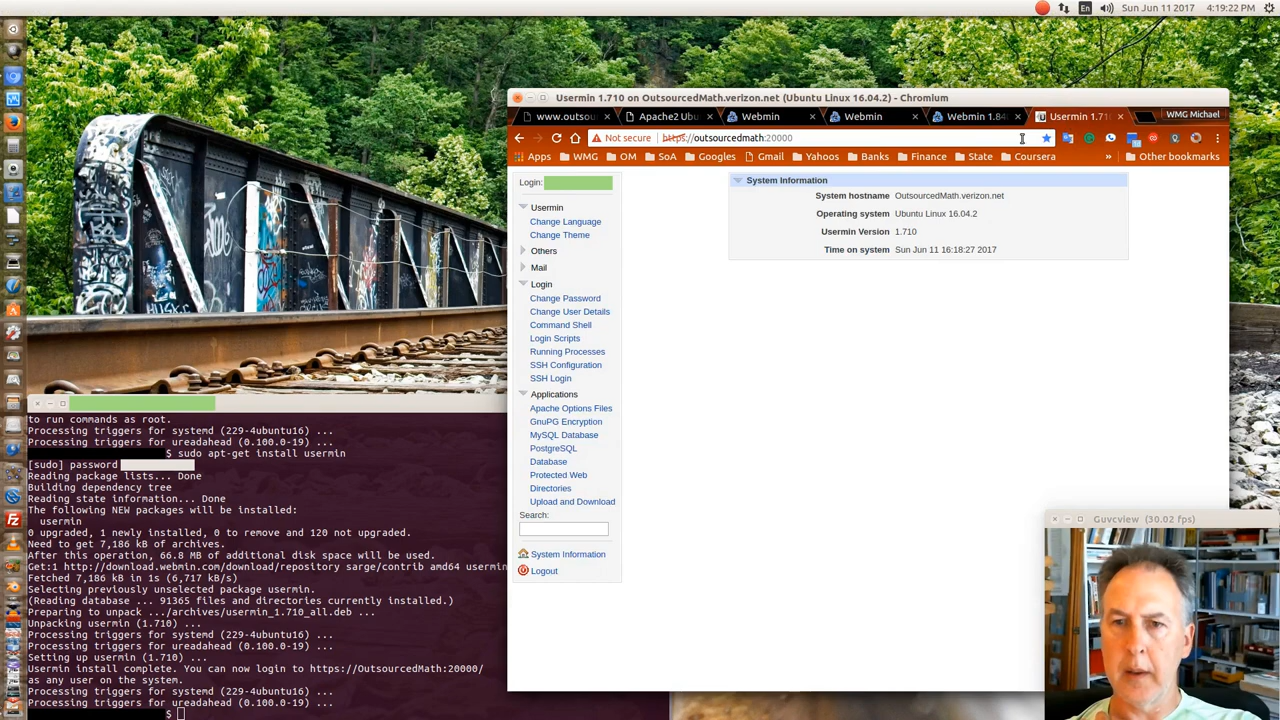 En
Sun Jun 11 2017 4:19:22 PM
Usermin 1.710 on OutsourcedMath.verizon.net (Ubuntu Linux 16.04.2) - Chromium
www.outsou
Apache2 Ubu
Webmin
Webmin
Webmin 1.84
Usermin 1.71
WMG Michael
Not secure https://outsourcedmath:20000
Apps WMG OM SoA Googles Gmail Yahoos Banks Finance State Coursera » Other bookmarks
Login:
Usermin
Change Language
Change Theme
Others
Mail
Login
Change Password
Change User Details
Command Shell
Login Scripts
Running Processes
SSH Configuration
SSH Login
Applications
Apache Options Files
GnuPG Encryption
MySQL Database
PostgreSQL
Database
Protected Web
Directories
Upload and Download
Search:
System Information
Logout
System Information
System hostname OutsourcedMath.verizon.net
Operating system Ubuntu Linux 16.04.2
Usermin Version 1.710
Time on system Sun Jun 11 16:18:27 2017
to run commands as root.
Processing triggers for systemd (229-4ubuntu16) ...
Processing triggers for ureadahead (0.100.0-19) ...
$ sudo apt-get install usermin
[sudo] password
Reading package lists... Done
Building dependency tree
Reading state information... Done
The following NEW packages will be installed:
usermin
0 upgraded, 1 newly installed, 0 to remove and 120 not upgraded.
Need to get 7,186 kB of archives.
After this operation, 66.8 MB of additional disk space will be used.
Get:1 http://download.webmin.com/download/repository sarge/contrib amd64 usermin
Fetched 7,186 kB in 1s (6,717 kB/s)
Selecting previously unselected package usermin.
(Reading database ... 91365 files and directories currently installed.)
Preparing to unpack .../archives/usermin_1.710_all.deb ...
Unpacking usermin (1.710) ...
Processing triggers for systemd (229-4ubuntu16) ...
Processing triggers for ureadahead (0.100.0-19) ...
Setting up usermin (1.710) ...
Usermin install complete. You can now login to https://OutsourcedMath:20000/
as any user on the system.
Processing triggers for systemd (229-4ubuntu16) ...
Processing triggers for ureadahead (0.100.0-19) ...
$
Guvcview (30.02 fps)